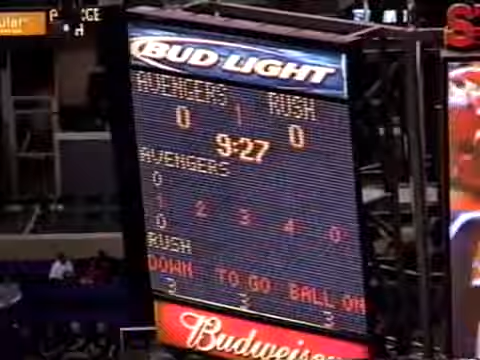 BUD LIGHT
AVENGERS 1 RUSH
0 0
9:27
AVENGERS
0
1 2 3 4 0
0
RUSH
DOWN TO GO BALL ON
3 2 3
Budweiser